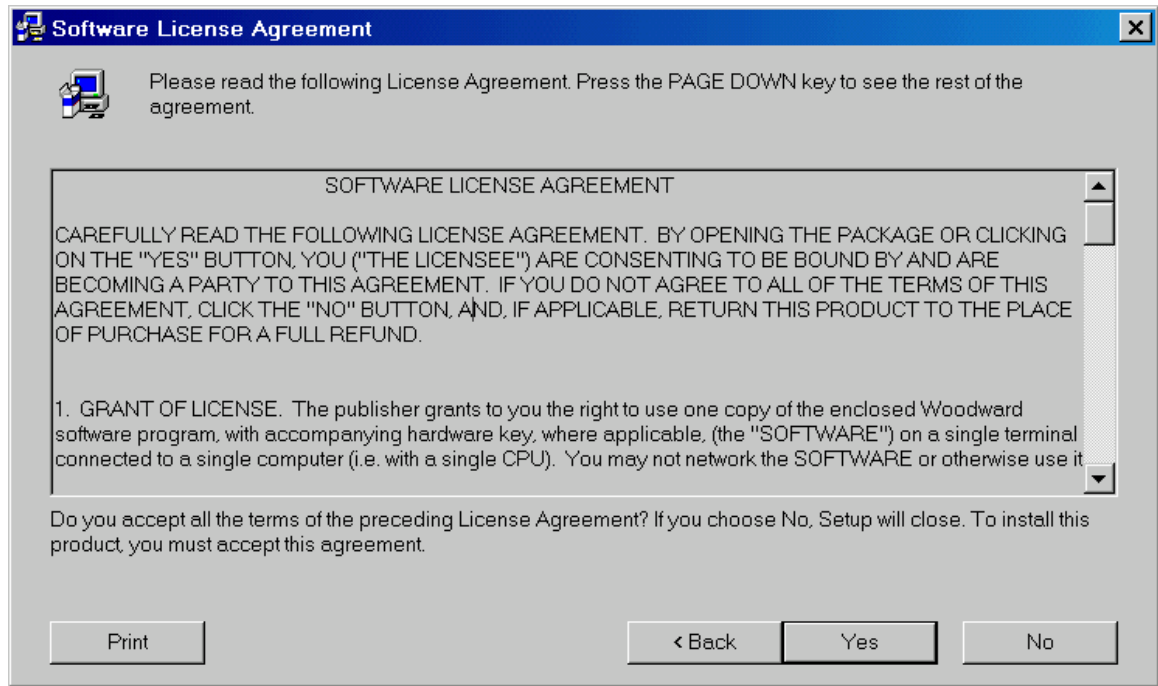 Software License Agreement
Please read the following License Agreement. Press the PAGE DOWN key to see the rest of the
agreement.
SOFTWARE LICENSE AGREEMENT
CAREFULLY READ THE FOLLOWING LICENSE AGREEMENT.  BY OPENING THE PACKAGE OR CLICKING
ON THE "YES" BUTTON, YOU ("THE LICENSEE") ARE CONSENTING TO BE BOUND BY AND ARE
BECOMING A PARTY TO THIS AGREEMENT.  IF YOU DO NOT AGREE TO ALL OF THE TERMS OF THIS
AGREEMENT, CLICK THE "NO" BUTTON, AND, IF APPLICABLE, RETURN THIS PRODUCT TO THE PLACE
OF PURCHASE FOR A FULL REFUND.
1.  GRANT OF LICENSE.  The publisher grants to you the right to use one copy of the enclosed Woodward
software program, with accompanying hardware key, where applicable, (the "SOFTWARE") on a single terminal
connected to a single computer (i.e. with a single CPU).  You may not network the SOFTWARE or otherwise use it
Do you accept all the terms of the preceding License Agreement? If you choose No, Setup will close. To install this
product, you must accept this agreement.
Print
< Back
Yes
No